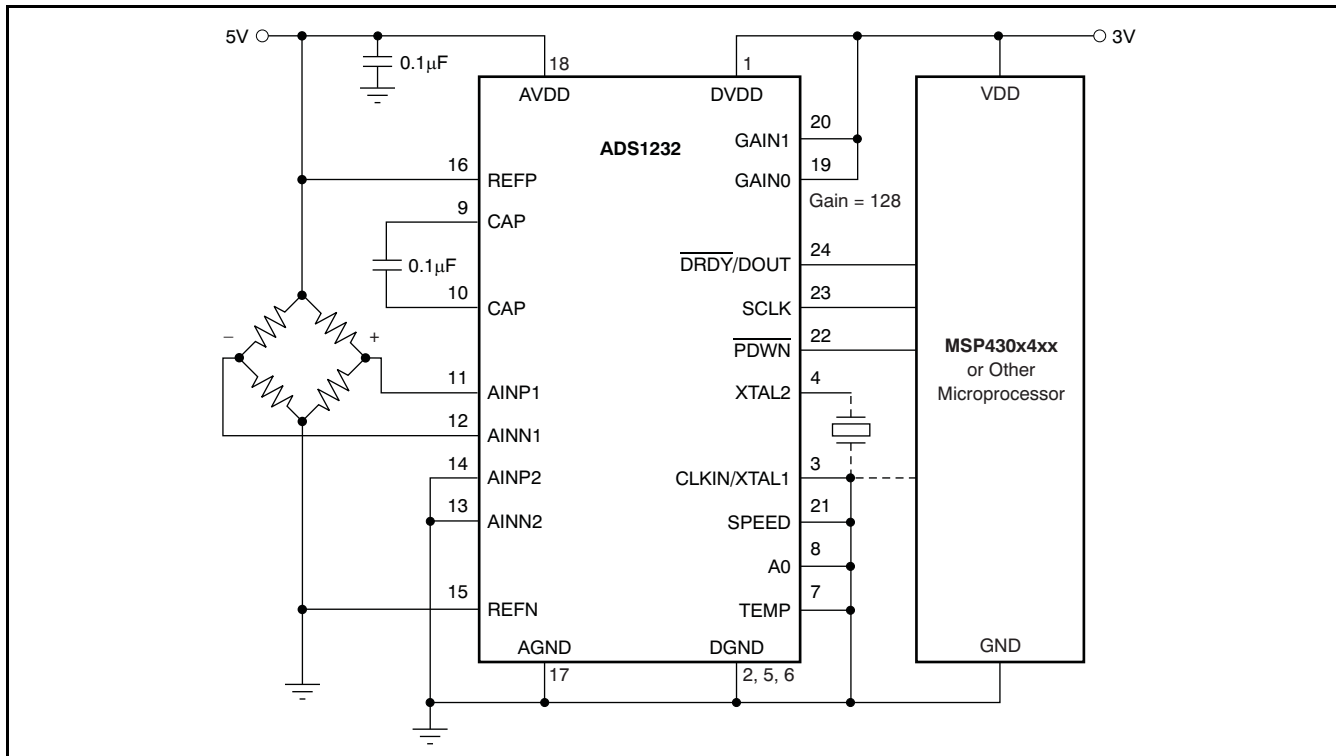 5V
3V
0.1μF
18
1
AVDD
DVDD
VDD
ADS1232
20
GAIN1
19
GAIN0
Gain = 128
16
REFP
9
CAP
0.1μF
10
CAP
24
DRDY/DOUT
23
SCLK
22
PDWN
4
XTAL2
MSP430x4xx
or Other
Microprocessor
−
+
11
AINP1
12
AINN1
14
AINP2
13
AINN2
3
CLKIN/XTAL1
21
SPEED
8
A0
7
TEMP
15
REFN
AGND
DGND
GND
17
2, 5, 6